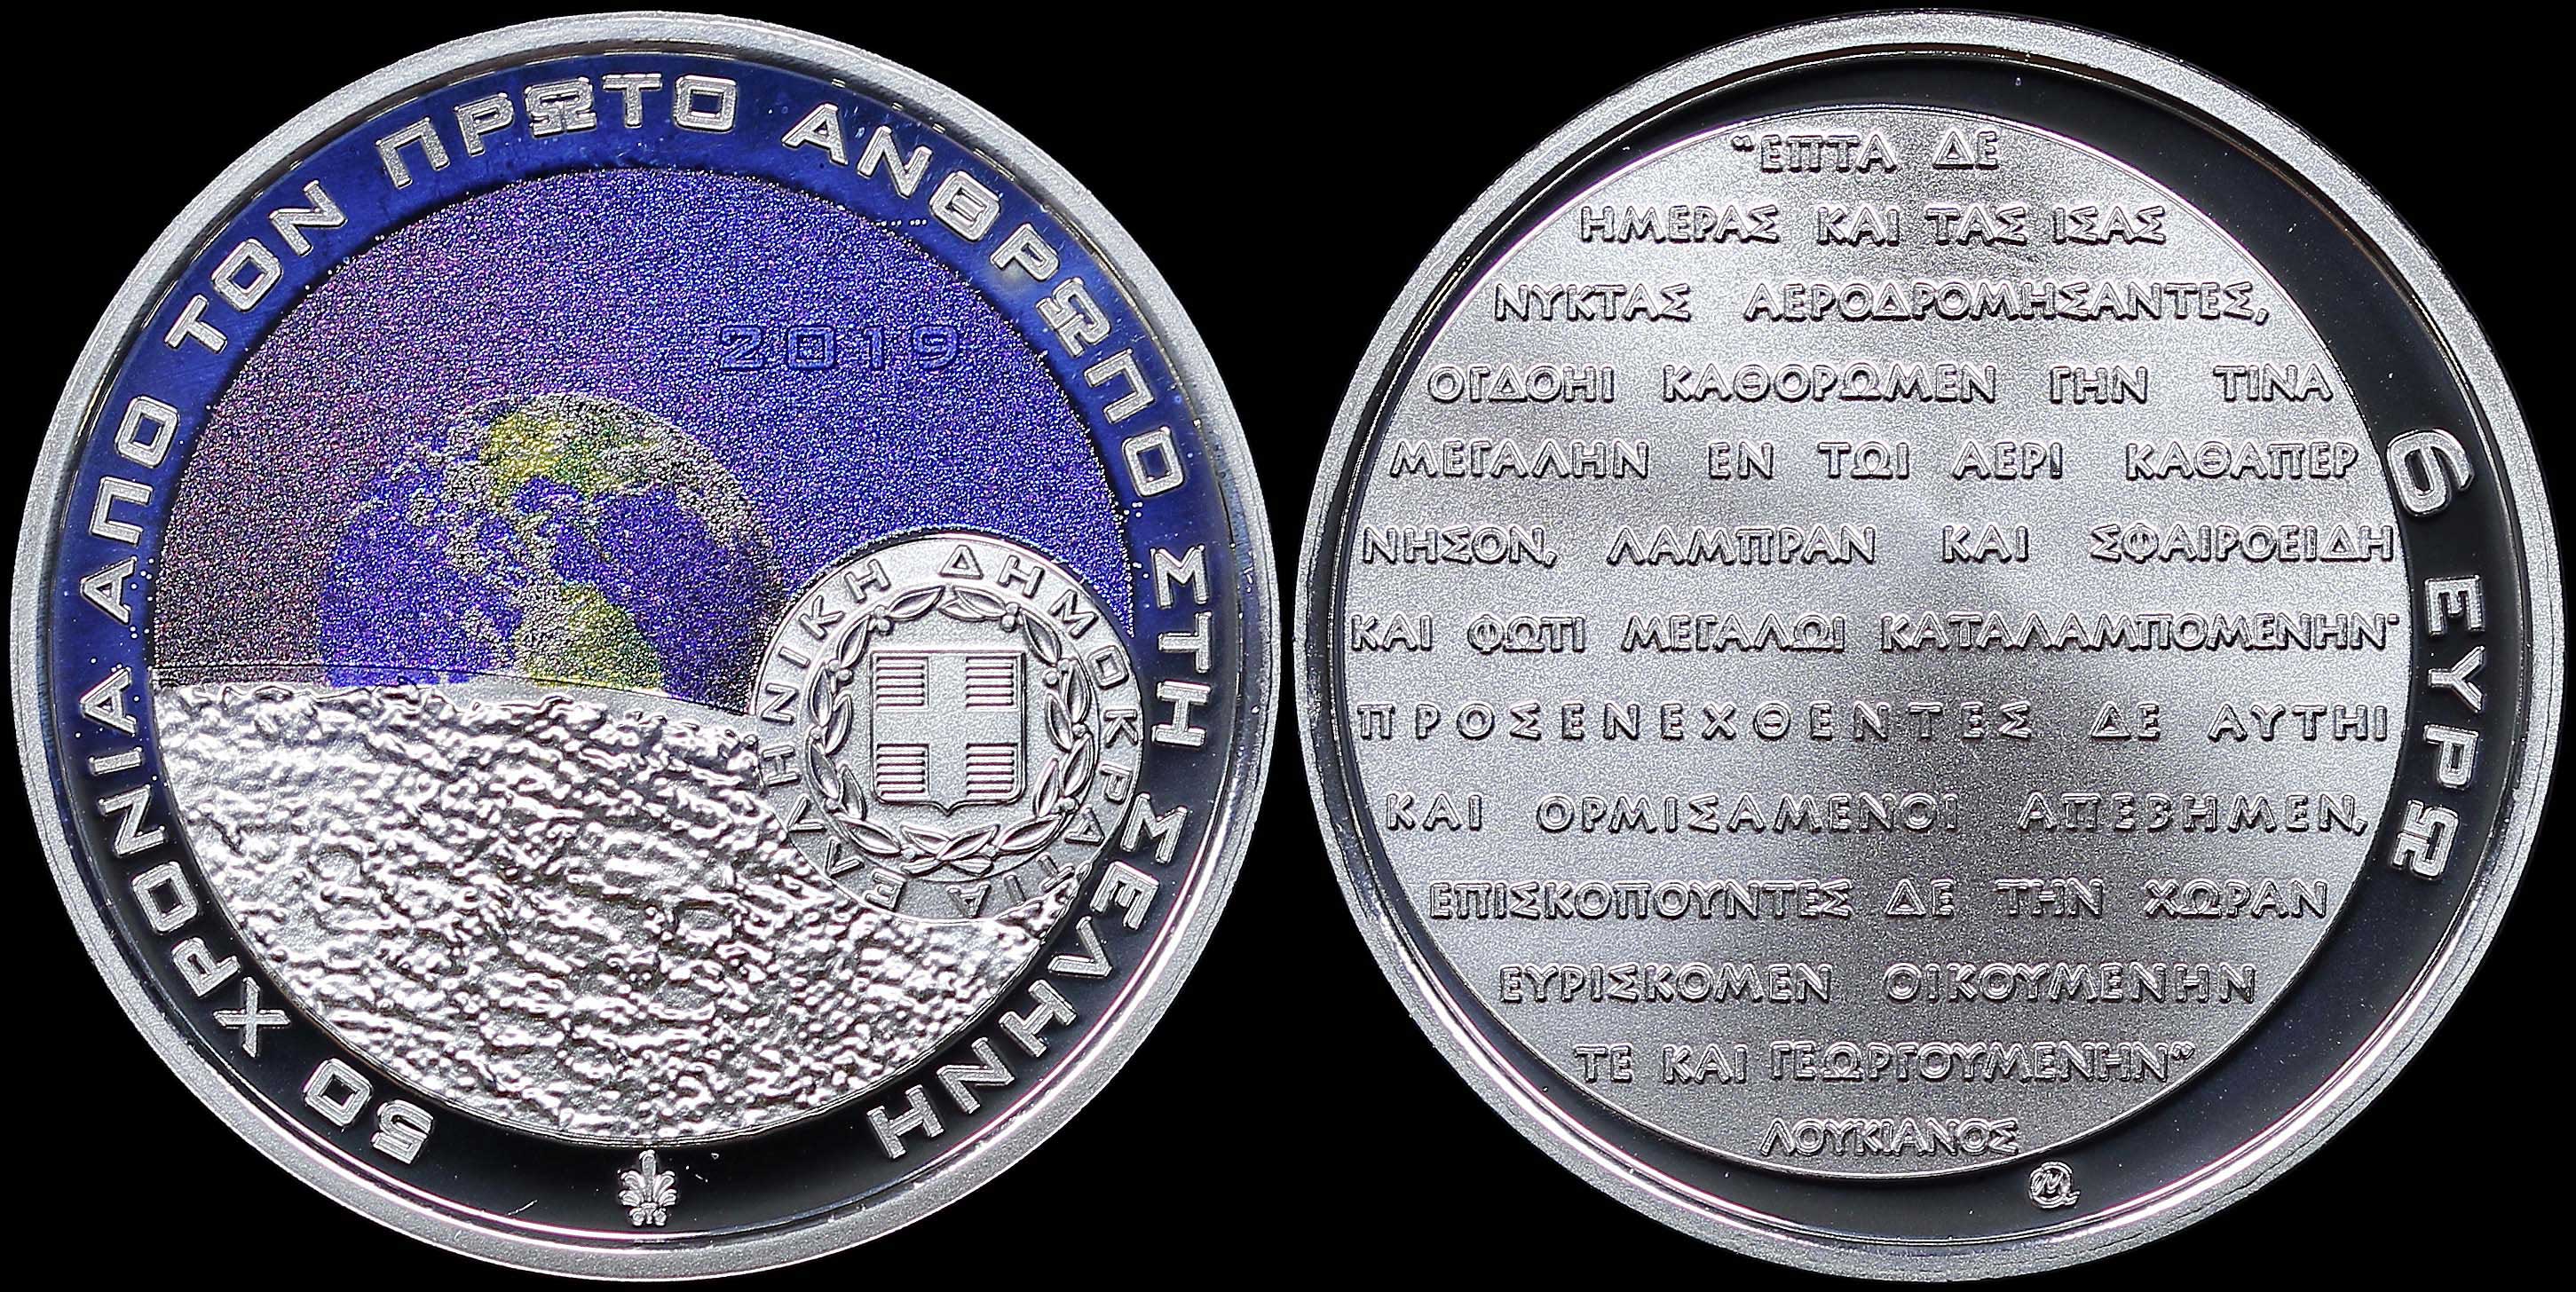 50 ΧΡΟΝΙΑ ΑΠΟ ΤΟΝ ΠΡΩΤΟ ΑΝΘΡΩΠΟ ΣΤΗ ΣΕΛΗΝΗ
2019
ΕΛΛΗΝΙΚΗ ΔΗΜΟΚΡΑΤΙΑ
“ΕΠΤΑ ΔΕ
ΗΜΕΡΑΣ ΚΑΙ ΤΑΣ ΙΣΑΣ
ΝΥΚΤΑΣ ΑΕΡΟΔΡΟΜΗΣΑΝΤΕΣ,
ΟΓΔΟΗΙ ΚΑΘΟΡΩΜΕΝ ΓΗΝ ΤΙΝΑ
ΜΕΓΑΛΗΝ ΕΝ ΤΩΙ ΑΕΡΙ ΚΑΘΑΠΕΡ
ΝΗΣΟΝ, ΛΑΜΠΡΑΝ ΚΑΙ ΣΦΑΙΡΟΕΙΔΗ
ΚΑΙ ΦΩΤΙ ΜΕΓΑΛΩΙ ΚΑΤΑΛΑΜΠΟΜΕΝΗΝ·
ΠΡΟΣΕΝΕΧΘΕΝΤΕΣ ΔΕ ΑΥΤΗΙ
ΚΑΙ ΟΡΜΙΣΑΜΕΝΟΙ ΑΠΕΒΗΜΕΝ,
ΕΠΙΣΚΟΠΟΥΝΤΕΣ ΔΕ ΤΗΝ ΧΩΡΑΝ
ΕΥΡΙΣΚΟΜΕΝ ΟΙΚΟΥΜΕΝΗΝ
ΤΕ ΚΑΙ ΓΕΩΡΓΟΥΜΕΝΗΝ”
ΛΟΥΚΙΑΝΟΣ
6 ΕΥΡΩ